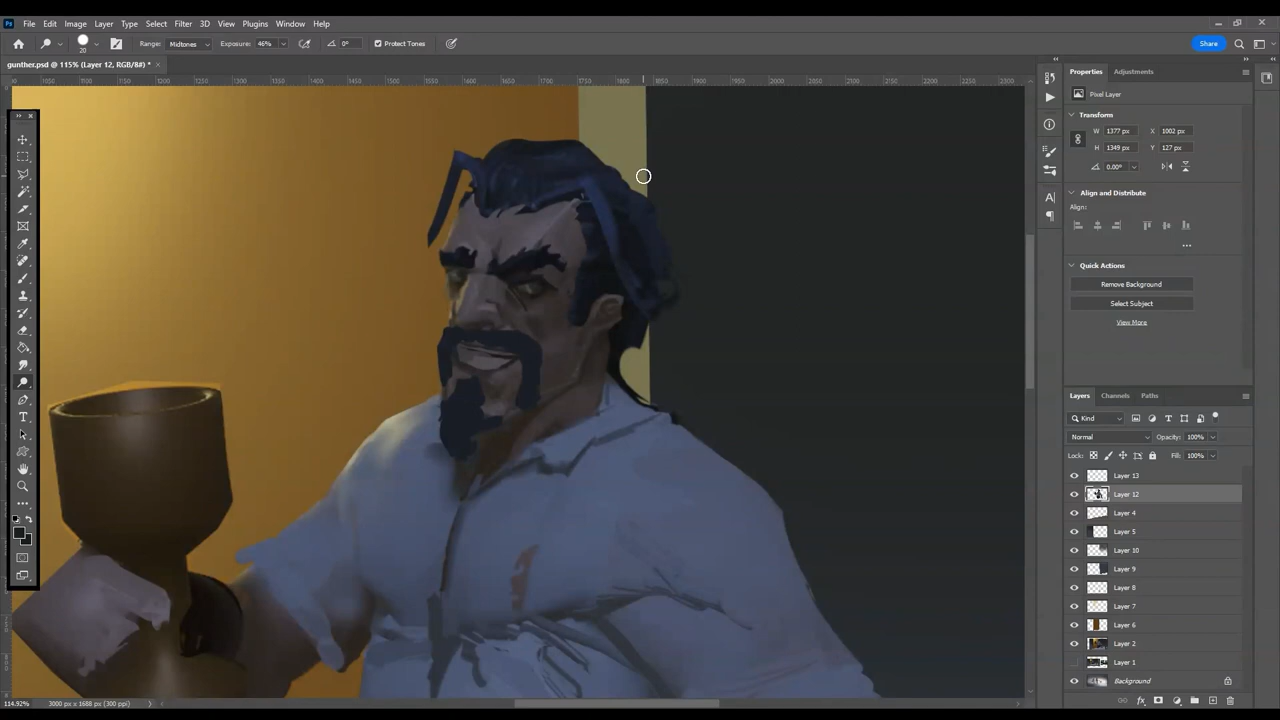 Ps File Edit Image Layer Type Select Filter 3D View Plugins Window Help
20 Range: Midtones Exposure: 46% 0° Protect Tones Share
gunther.psd @ 115% (Layer 12, RGB/8#) * ×
Properties Adjustments
Pixel Layer
Transform
W 1377 px X 1002 px
H 1349 px Y 127 px
0.00°
Align and Distribute
Align:
Quick Actions
Remove Background
Select Subject
View More
Layers Channels Paths
Kind
Normal Opacity: 100%
Lock: Fill: 100%
Layer 13
Layer 12
Layer 4
Layer 5
Layer 10
Layer 9
Layer 8
Layer 7
Layer 6
Layer 2
Layer 1
Background
114.92% 3000 px x 1688 px (300 ppi)